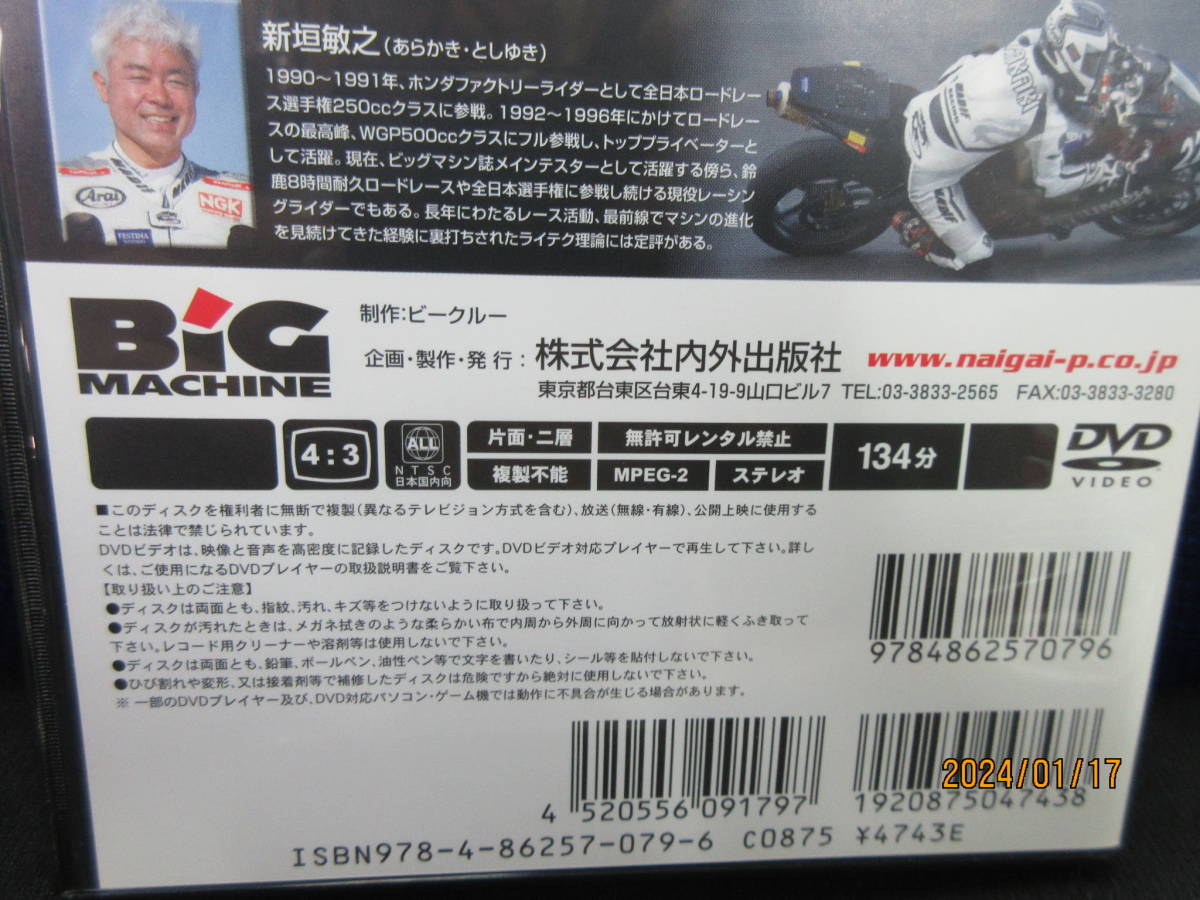 新垣敏之(あらかき・としゆき)
1990〜1991年、ホンダファクトリーライダーとして全日本ロードレー
ス選手権250ccクラスに参戦。1992〜1996年にかけてロードレー
スの最高峰、WGP500ccクラスにフル参戦し、トッププライベーターと
して活躍。現在、ビッグマシン誌メインテスターとして活躍する傍ら、鈴
鹿8時間耐久ロードレースや全日本選手権に参戦し続ける現役レーシン
グライダーでもある。長年にわたるレース活動、最前線でマシンの進化
を見続けてきた経験に裏打ちされたライテク理論には定評がある。
Arai
NGK
FESTINA
BiG
MACHINE
制作:ビークルー
企画・製作・発行:株式会社内外出版社 www.naigai-p.co.jp
東京都台東区台東4-19-9山口ビル7 TEL:03-3833-2565 FAX:03-3833-3280
4:3
ALL
NTSC
日本国内向
片面・二層
無許可レンタル禁止
複製不能
MPEG-2
ステレオ
134分
DVD
VIDEO
■このディスクを権利者に無断で複製(異なるテレビジョン方式を含む)、放送(無線・有線)、公開上映に使用する
ことは法律で禁じられています。
DVDビデオは、映像と音声を高密度に記録したディスクです。DVDビデオ対応プレイヤーで再生して下さい。詳し
くは、ご使用になるDVDプレイヤーの取扱説明書をご覧下さい。
【取り扱い上のご注意】
●ディスクは両面とも、指紋、汚れ、キズ等をつけないように取り扱って下さい。
●ディスクが汚れたときは、メガネ拭きのような柔らかい布で内周から外周に向かって放射状に軽くふき取って
下さい。レコード用クリーナーや溶剤等は使用しないで下さい。
●ディスクは両面とも、鉛筆、ボールペン、油性ペン等で文字を書いたり、シール等を貼付しないで下さい。
●ひび割れや変形、又は接着剤等で補修したディスクは危険ですから絶対に使用しないで下さい。
※ 一部のDVDプレイヤー及び、DVD対応パソコン・ゲーム機では動作に不具合が生じる場合があります。
9784862570796
4 520556 091797
1920875047438
2024/01/17
ISBN978-4-86257-079-6 C0875 ¥4743E